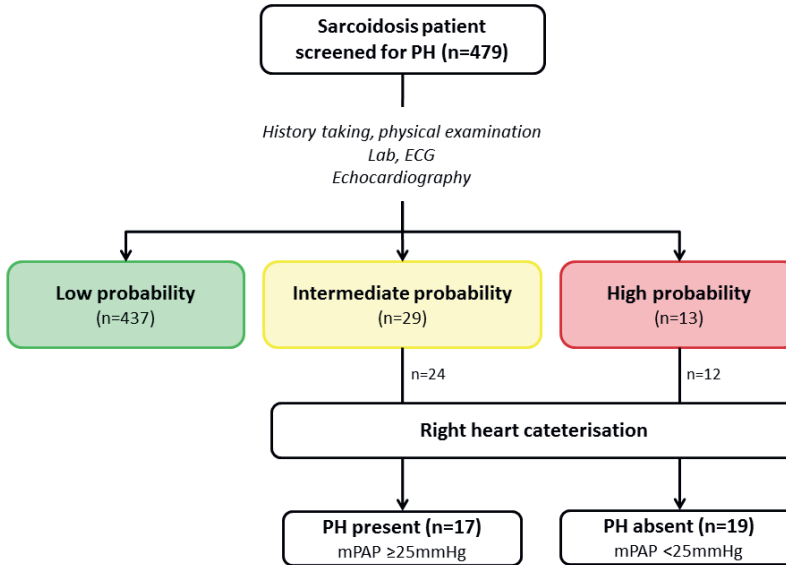 Sarcoidosis patient
screened for PH (n=479)
History taking, physical examination
Lab, ECG
Echocardiography
Low probability
(n=437)
Intermediate probability
(n=29)
High probability
(n=13)
n=24
n=12
Right heart cateterisation
PH present (n=17)
mPAP ≥25mmHg
PH absent (n=19)
mPAP <25mmHg